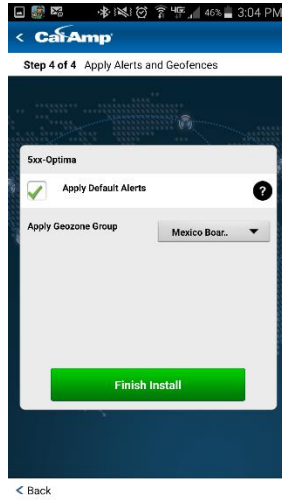 46% 3:04 PM
CalAmp
Step 4 of 4 Apply Alerts and Geofences
5xx-Optima
Apply Default Alerts ?
Apply Geozone Group Mexico Boar..
Finish Install
< Back